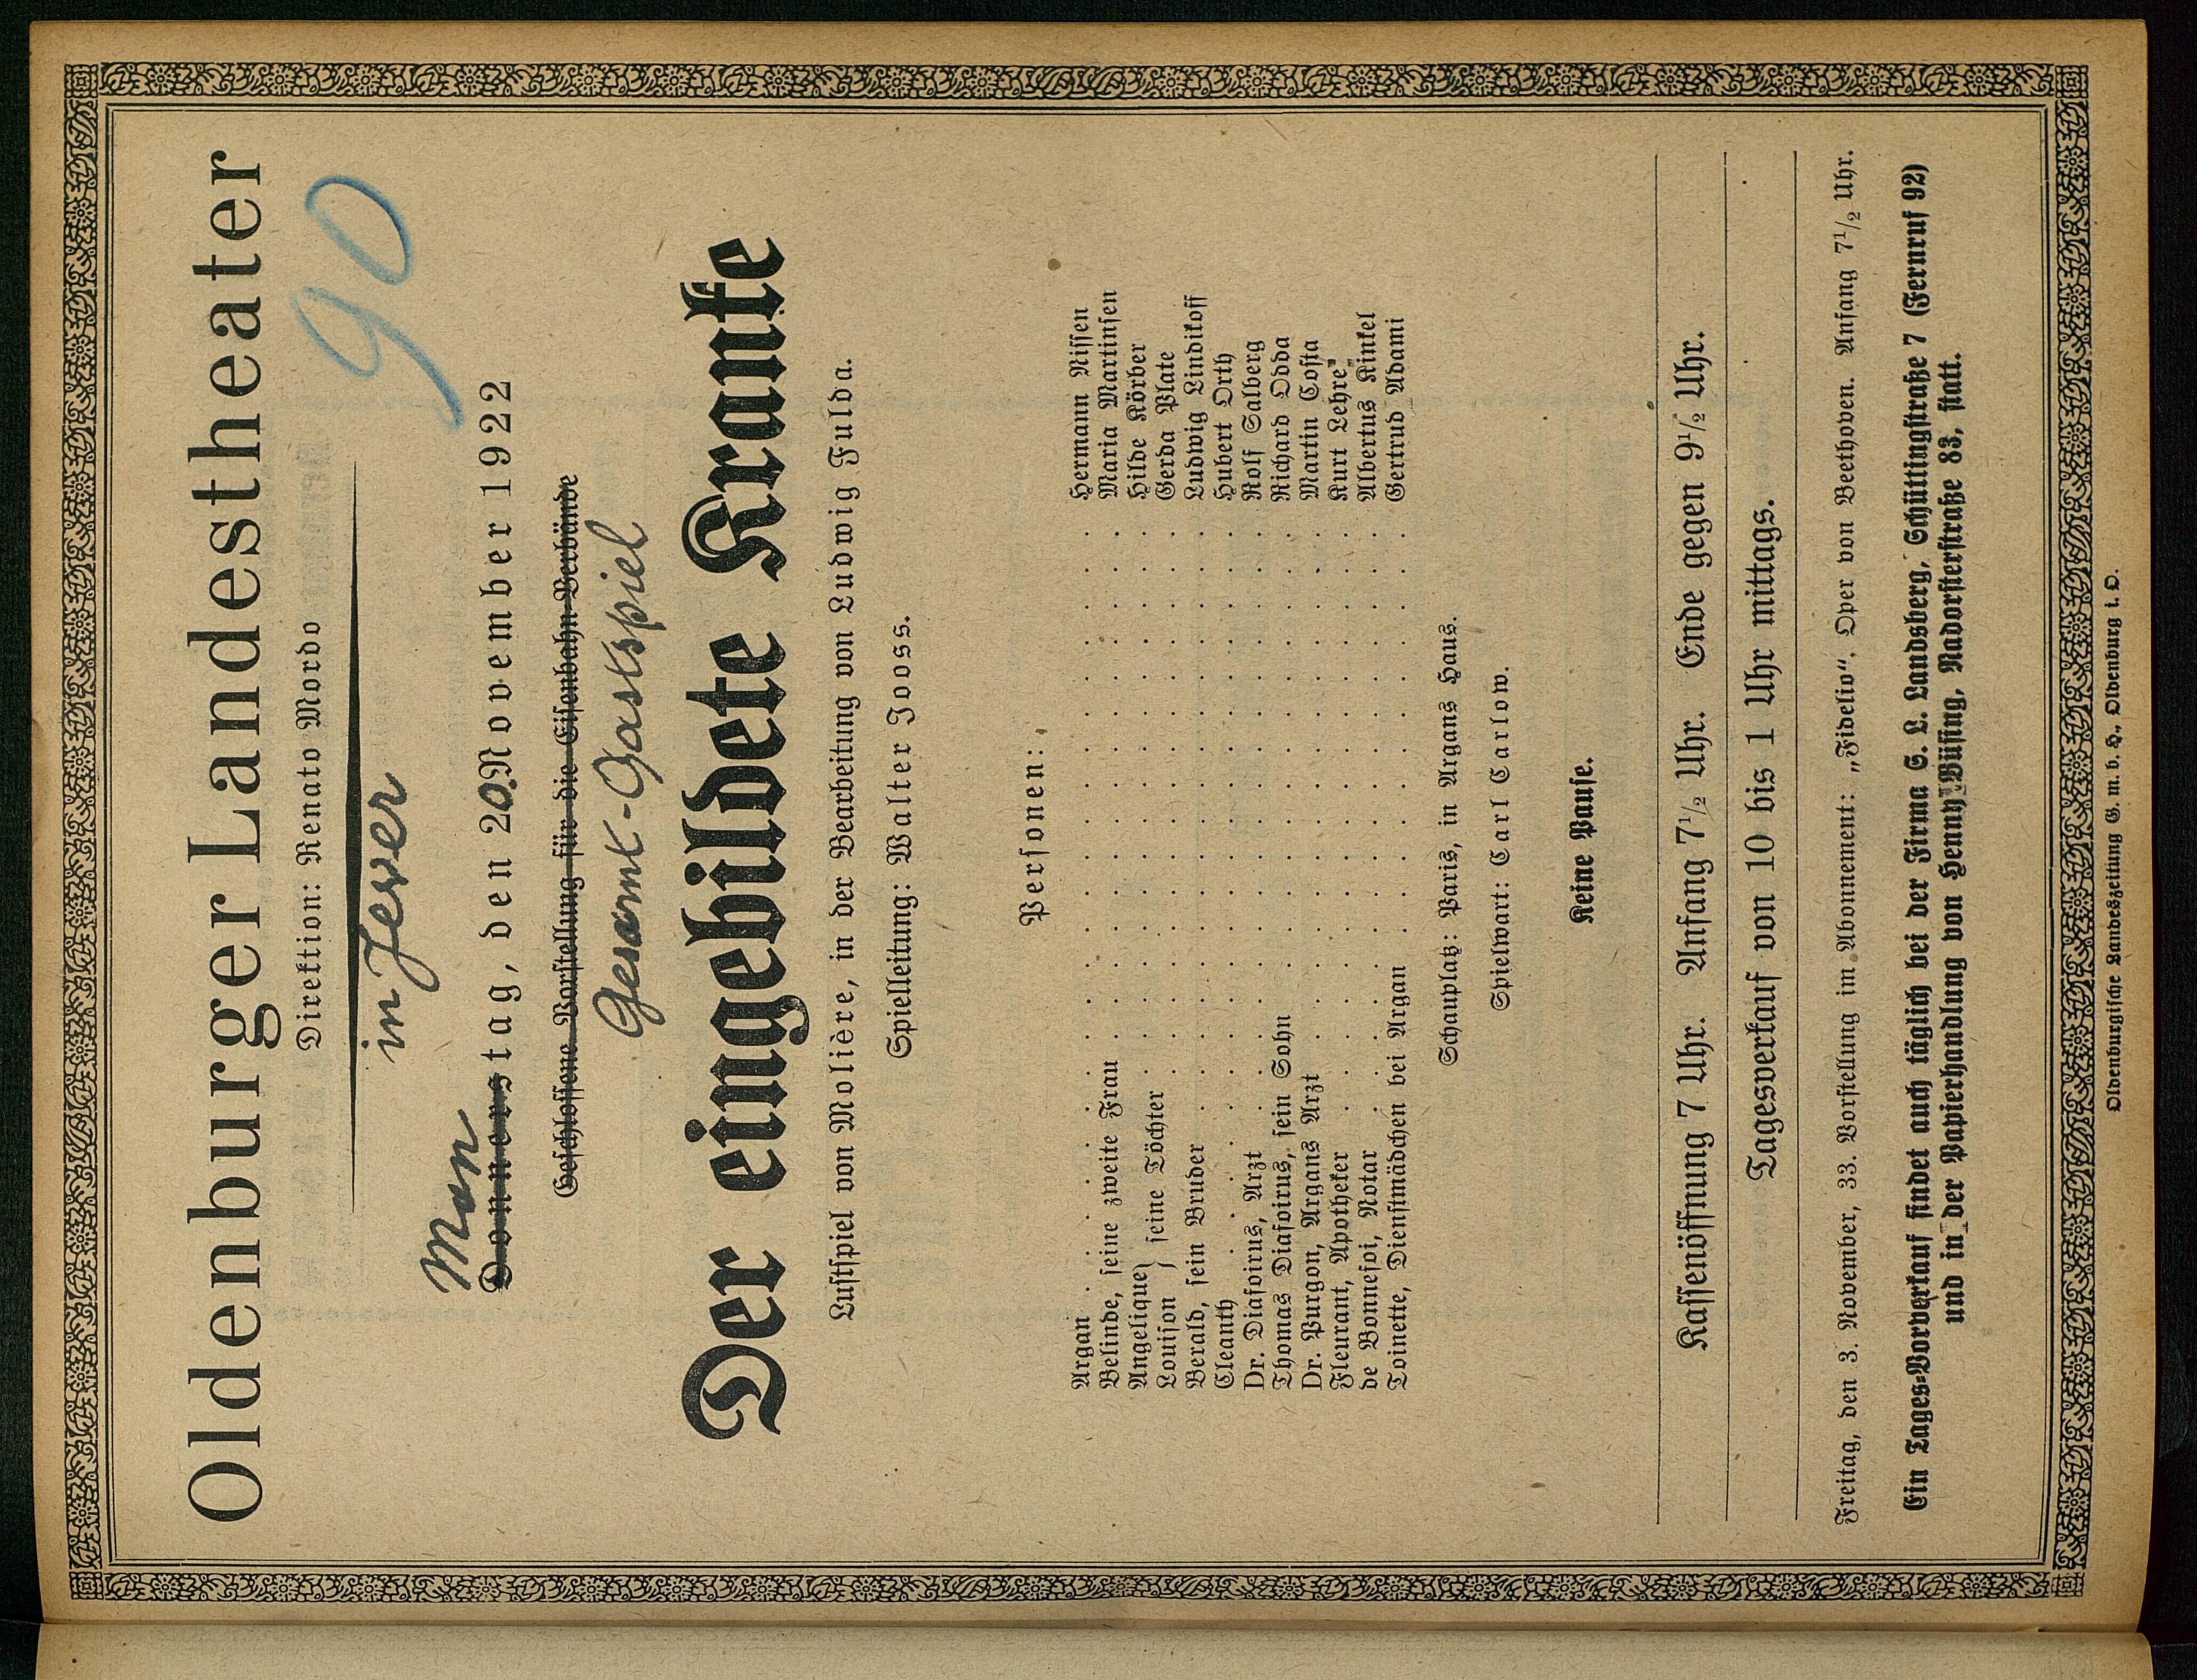 Oldenburger Landestheater
Direktion: Renato Mordo
90
in Jever
Mon
Donnerstag, den 20. November 1922
Geschlossene Vorstellung für die Eisenbahn-Verbände
Gesamt-Gastspiel
Der eingebildete Kranke
Lustspiel von Molière, in der Bearbeitung von Ludwig Fulda.
Spielleitung: Walter Jooss.
Personen:
Argan . . . . . . . . . . . . . . . . Hermann Nissen
Belinde, seine zweite Frau . . . . . . . . . . . . . . . . Maria Martinsen
Angelique } seine Töchter . . . . . . . . . . . . . . . . Hilde Körber
Louison } . . . . . . . . . . . . . . . . Gerda Plate
Berald, sein Bruder . . . . . . . . . . . . . . . . Ludwig Lindikoff
Cleanth . . . . . . . . . . . . . . . . Hubert Orth
Dr. Diafoirus, Arzt . . . . . . . . . . . . . . . . Rolf Salberg
Thomas Diafoirus, sein Sohn . . . . . . . . . . . . . . . . Richard Odda
Dr. Purgon, Argans Arzt . . . . . . . . . . . . . . . . Martin Costa
Fleurant, Apotheker . . . . . . . . . . . . . . . . Kurt Lehre
de Bonnefoi, Notar . . . . . . . . . . . . . . . . Albertus Kinkel
Toinette, Dienstmädchen bei Argan . . . . . . . . . . . . . . . . Gertrud Adami
Schauplatz: Paris, in Argans Haus.
Spielwart: Carl Carlow.
Keine Pause.
Kassenöffnung 7 Uhr. Anfang 7½ Uhr. Ende gegen 9½ Uhr.
Tagesverkauf von 10 bis 1 Uhr mittags.
Freitag, den 3. November, 33. Vorstellung im Abonnement: „Fidelio“. Oper von Beethoven. Anfang 7½ Uhr.
Ein Tages-Vorverkauf findet auch täglich bei der Firma S. L. Landsberg, Schüttingstraße 7 (Fernruf 92)
und in der Papierhandlung von Henny Büsing, Nadorsterstraße 83, statt.
Oldenburgische Landeszeitung G. m. b. H., Oldenburg i. O.